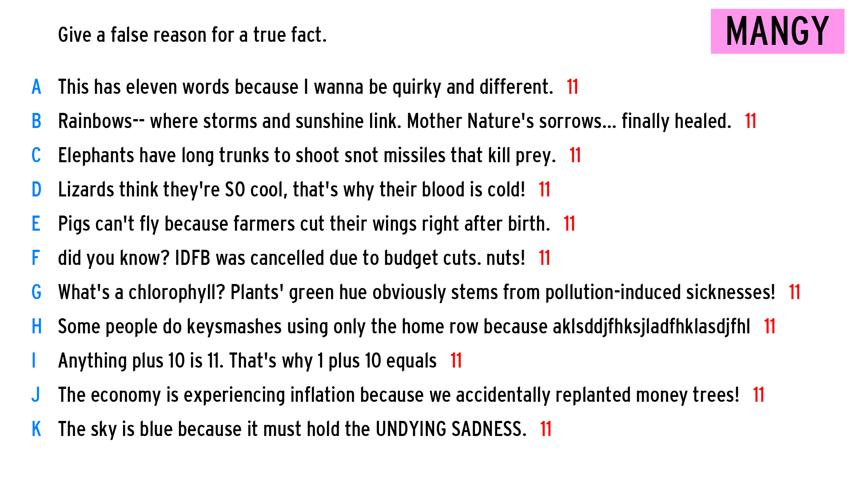 Give a false reason for a true fact.
MANGY
A This has eleven words because I wanna be quirky and different. 11
B Rainbows-- where storms and sunshine link. Mother Nature's sorrows... finally healed. 11
C Elephants have long trunks to shoot snot missiles that kill prey. 11
D Lizards think they're SO cool, that's why their blood is cold! 11
E Pigs can't fly because farmers cut their wings right after birth. 11
F did you know? IDFB was cancelled due to budget cuts. nuts! 11
G What's a chlorophyll? Plants' green hue obviously stems from pollution-induced sicknesses! 11
H Some people do keysmashes using only the home row because aklsddjfhksjladfhklasdjfhl 11
I Anything plus 10 is 11. That's why 1 plus 10 equals 11
J The economy is experiencing inflation because we accidentally replanted money trees! 11
K The sky is blue because it must hold the UNDYING SADNESS. 11